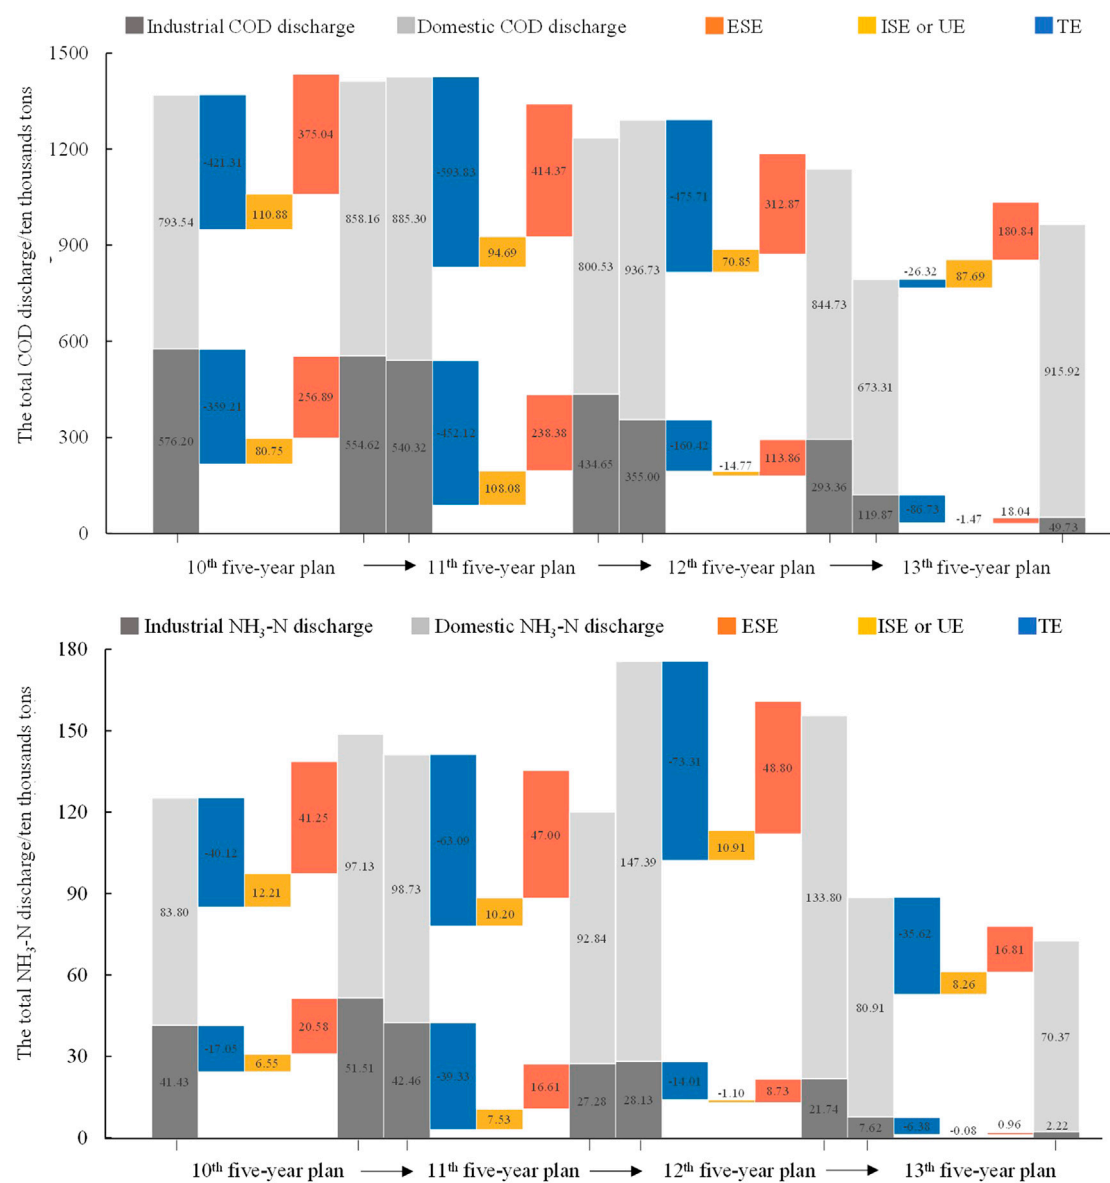 Industrial COD discharge Domestic COD discharge ESE ISE or UE TE
The total COD discharge/ten thousands tons
1500
1200
900
600
300
0
793.54 -421.31 110.88 375.04 858.16 885.30 -593.83 94.69 414.37 800.53 936.73 -475.71 70.85 312.87 844.73 673.31 -26.32 87.69 180.84 915.92
576.20 -359.21 80.75 256.89 554.62 540.32 -452.12 108.08 238.38 434.65 355.00 -160.42 -14.77 113.86 293.36 119.87 -86.73 -1.47 18.04 49.73
10th five-year plan 11th five-year plan 12th five-year plan 13th five-year plan
Industrial NH3-N discharge Domestic NH3-N discharge ESE ISE or UE TE
The total NH3-N discharge/ten thousands tons
180
150
120
90
60
30
0
83.80 -40.12 12.21 41.25 97.13 98.73 -63.09 10.20 47.00 92.84 147.39 -73.31 10.91 48.80 133.80 80.91 -35.62 8.26 16.81 70.37
41.43 -17.05 6.55 20.58 51.51 42.46 -39.33 7.53 16.61 27.28 28.13 -14.01 -1.10 8.73 21.74 7.62 -6.38 -0.08 0.96 2.22
10th five-year plan 11th five-year plan 12th five-year plan 13th five-year plan